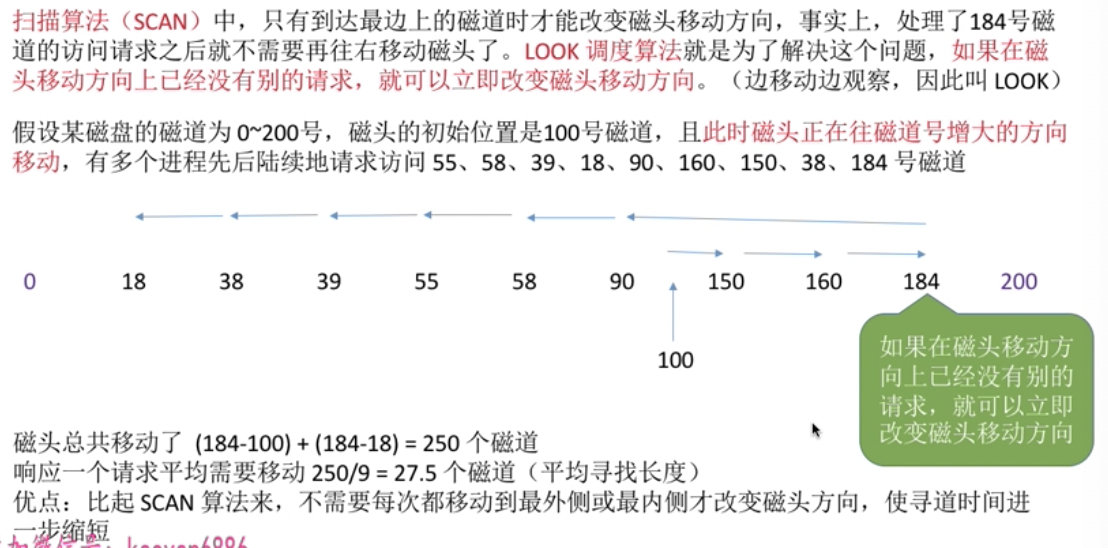 扫描算法（SCAN）中，只有到达最边上的磁道时才能改变磁头移动方向，事实上，处理了184号磁
道的访问请求之后就不需要再往右移动磁头了。LOOK 调度算法就是为了解决这个问题，如果在磁
头移动方向上已经没有别的请求，就可以立即改变磁头移动方向。（边移动边观察，因此叫 LOOK）
假设某磁盘的磁道为 0~200号，磁头的初始位置是100号磁道，且此时磁头正在往磁道号增大的方向
移动，有多个进程先后陆续地请求访问 55、58、39、18、90、160、150、38、184 号磁道
0 18 38 39 55 58 90 150 160 184 200
100
如果在磁头移动方
向上已经没有别的
请求，就可以立即
改变磁头移动方向
磁头总共移动了 (184-100) + (184-18) = 250 个磁道
响应一个请求平均需要移动 250/9 = 27.5 个磁道（平均寻找长度）
优点：比起 SCAN 算法来，不需要每次都移动到最外侧或最内侧才改变磁头方向，使寻道时间进
一步缩短